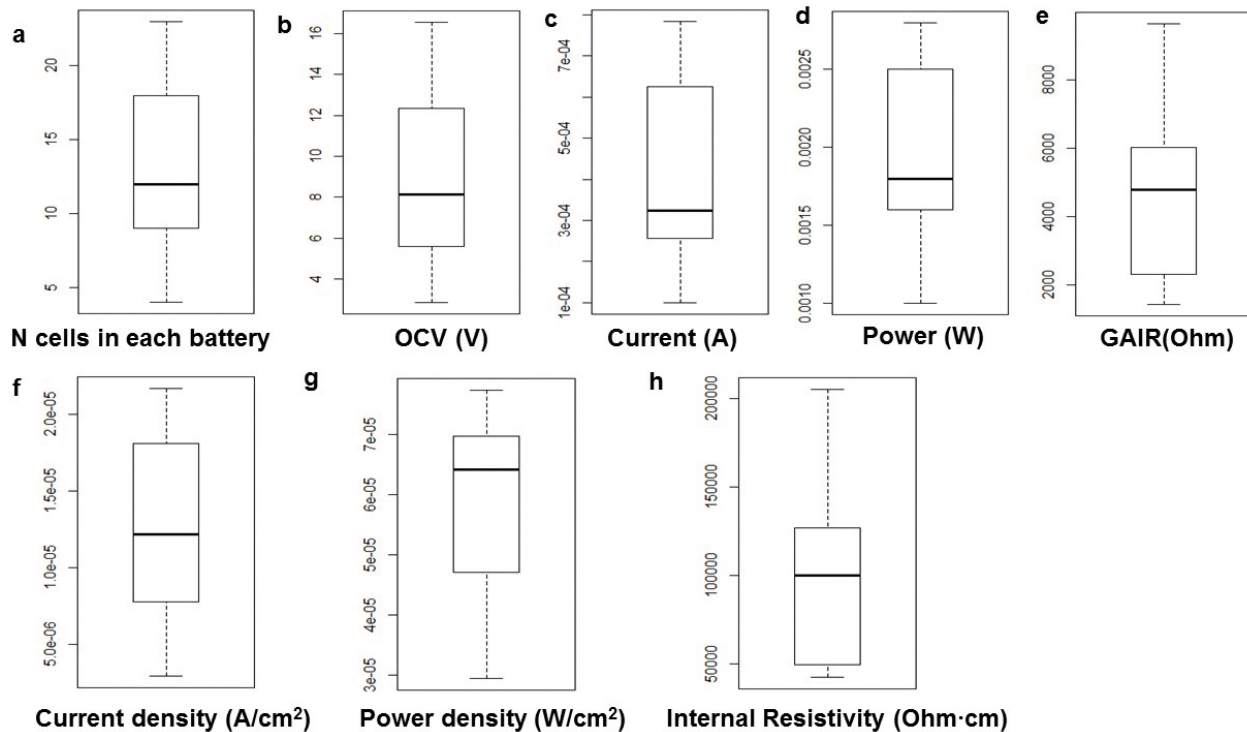 a
20
15
10
5
N cells in each battery
b
16
14
12
10
8
6
4
OCV (V)
c
7e-04
5e-04
3e-04
1e-04
Current (A)
d
0.0025
0.0020
0.0015
0.0010
Power (W)
e
8000
6000
4000
2000
GAIR(Ohm)
f
2.0e-05
1.5e-05
1.0e-05
5.0e-06
Current density (A/cm²)
g
7e-05
6e-05
5e-05
4e-05
3e-05
Power density (W/cm²)
h
200000
150000
100000
50000
Internal Resistivity (Ohm·cm)